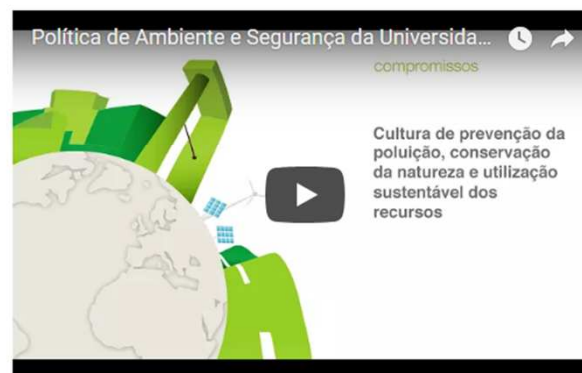 Política de Ambiente e Segurança da Universida...
compromissos
Cultura de prevenção da
poluição, conservação
da natureza e utilização
sustentável dos
recursos